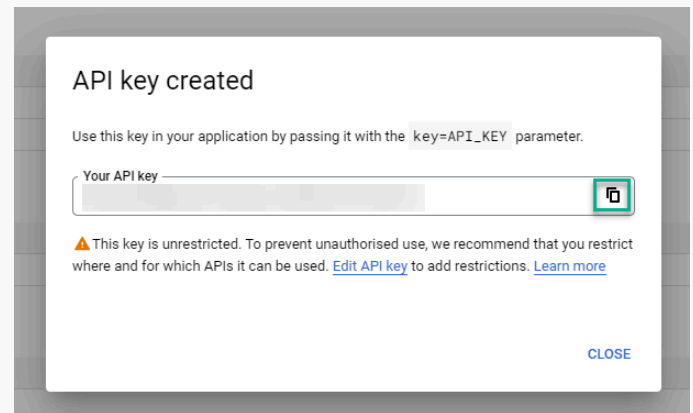 API key created
Use this key in your application by passing it with the key=API_KEY parameter.
Your API key
This key is unrestricted. To prevent unauthorised use, we recommend that you restrict
where and for which APIs it can be used. Edit API key to add restrictions. Learn more
CLOSE